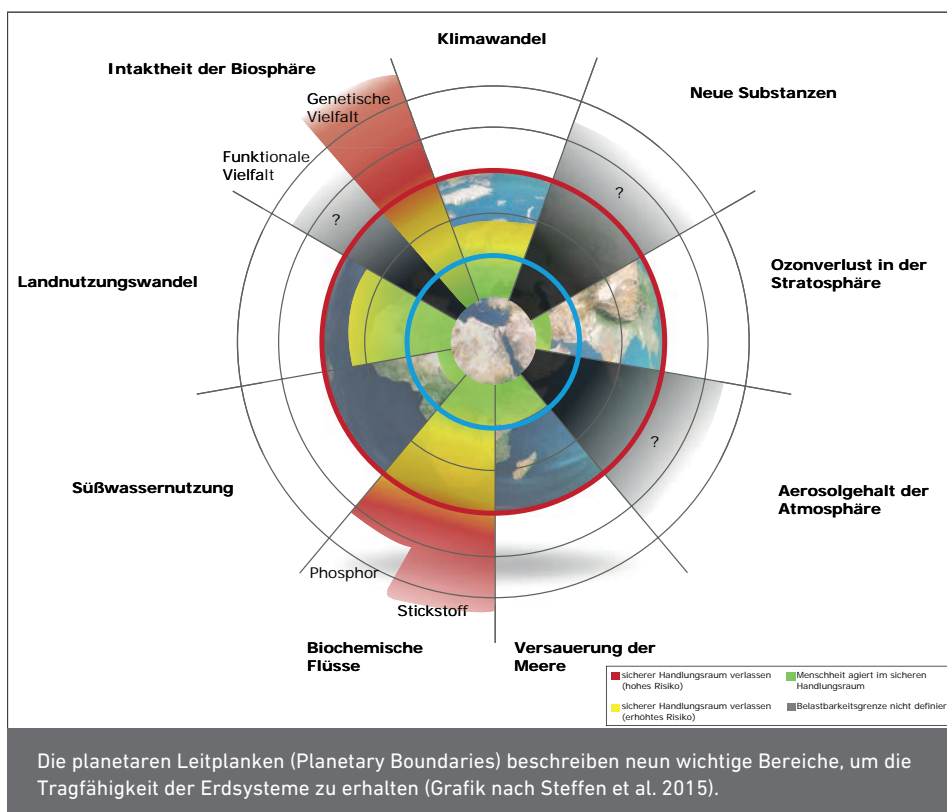 Klimawandel
Intaktheit der Biosphäre
Genetische
Vielfalt
Neue Substanzen
Funktionale
Vielfalt
?
?
Landnutzungswandel
Ozonverlust in der
Stratosphäre
?
Süßwassernutzung
Aerosolgehalt der
Atmosphäre
Phosphor
Stickstoff
Biochemische
Flüsse
Versauerung der
Meere
sicherer Handlungsraum verlassen
(hohes Risiko)
Menschheit agiert im sicheren
Handlungsraum
sicherer Handlungsraum verlassen
(erhöhtes Risiko)
Belastbarkeitsgrenze nicht definier
Die planetaren Leitplanken (Planetary Boundaries) beschreiben neun wichtige Bereiche, um die
Tragfähigkeit der Erdsysteme zu erhalten (Grafik nach Steffen et al. 2015).